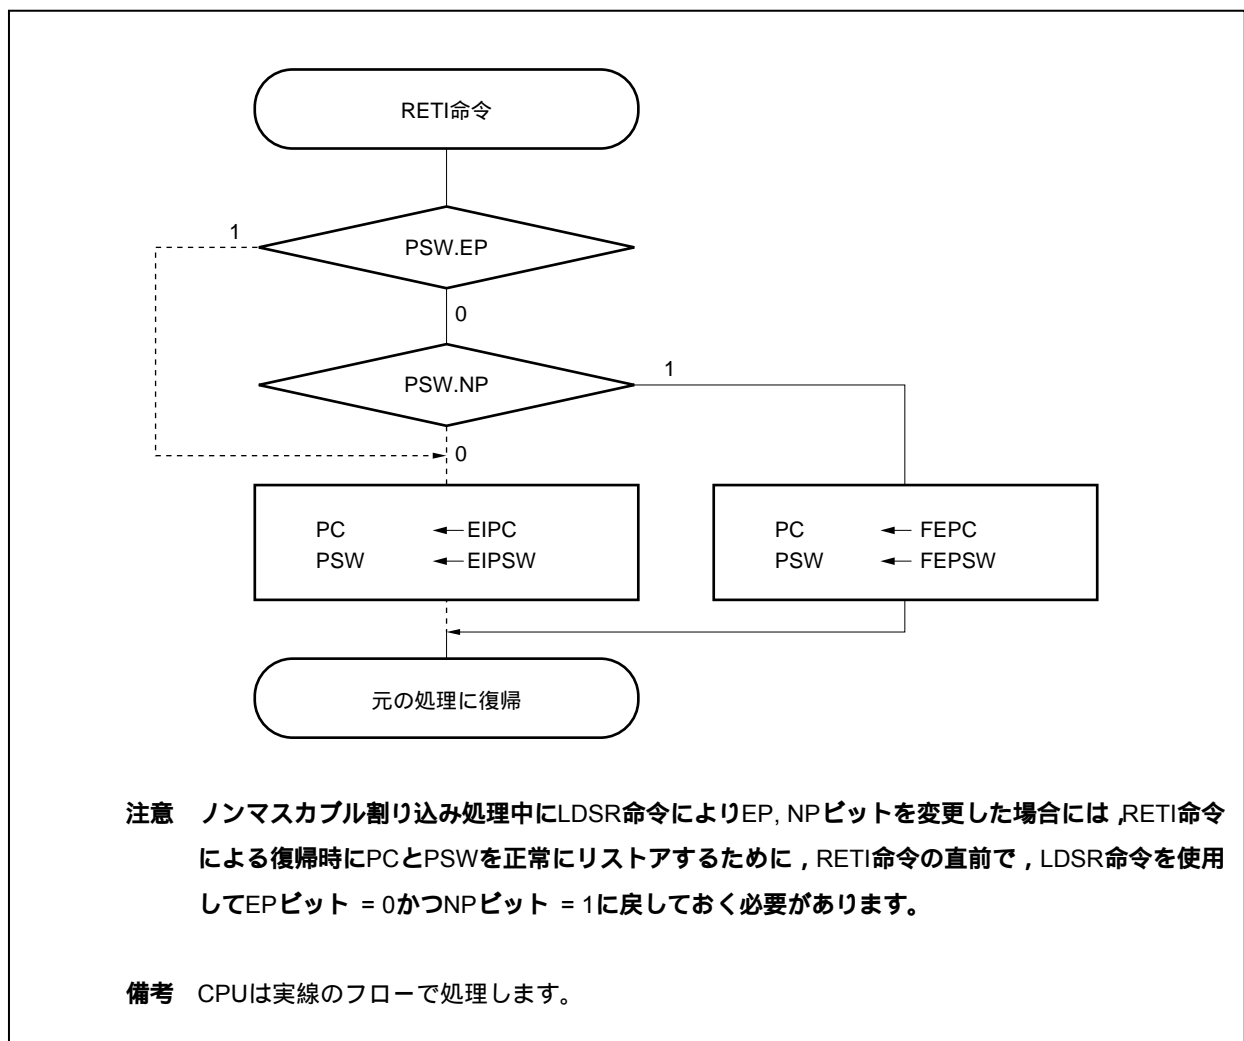 RETI命令
1
PSW.EP
0
PSW.NP
1
0
PC ← EIPC
PSW ← EIPSW
PC ← FEPC
PSW ← FEPSW
元の処理に復帰
注意 ノンマスカブル割り込み処理中にLDSR命令によりEP, NPビットを変更した場合には，RETI命令
による復帰時にPCとPSWを正常にリストアするために，RETI命令の直前で，LDSR命令を使用
してEPビット = 0かつNPビット = 1に戻しておく必要があります。
備考 CPUは実線のフローで処理します。